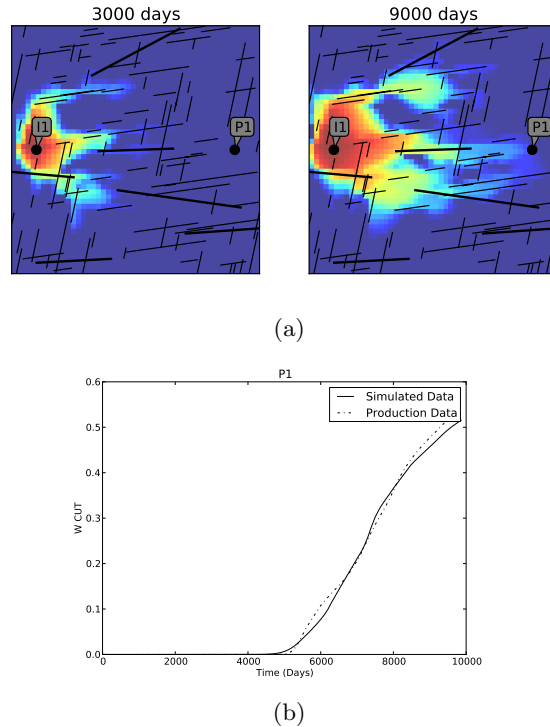 3000 days
9000 days
I1
P1
I1
P1
(a)
P1
Simulated Data
Production Data
W CUT
0.6
0.5
0.4
0.3
0.2
0.1
0.0
0
2000
4000
6000
8000
10000
Time (Days)
(b)